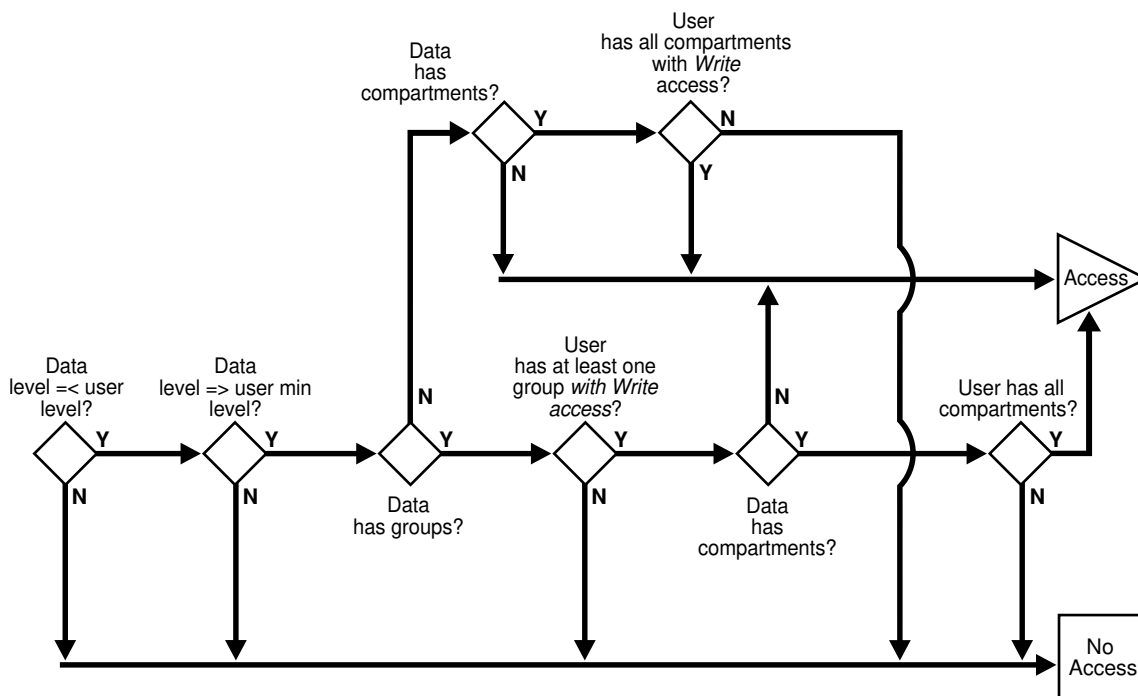 User
has all compartments
with Write
access?
Data
has
compartments?
Y
N
N
Y
Access
Data
level =< user
level?
Data
level => user min
level?
User
has at least one
group with Write
access?
User has all
compartments?
N
N
Y
Y
Y
Y
Y
N
N
N
N
Data
has groups?
Data
has
compartments?
No
Access